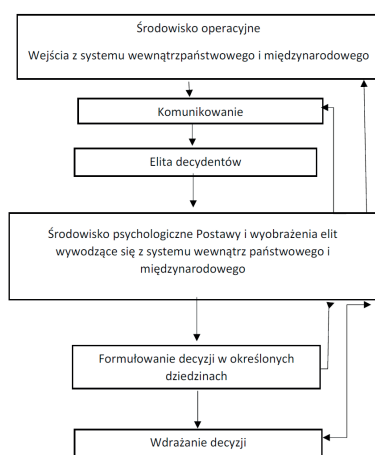 Środowisko operacyjne
Wejścia z systemu wewnątrzpaństwowego i międzynarodowego
Komunikowanie
Elita decydentów
Środowisko psychologiczne Postawy i wyobrażenia elit
wywodzące się z systemu wewnątrz państwowego i
międzynarodowego
Formułowanie decyzji w określonych
dziedzinach
Wdrażanie decyzji